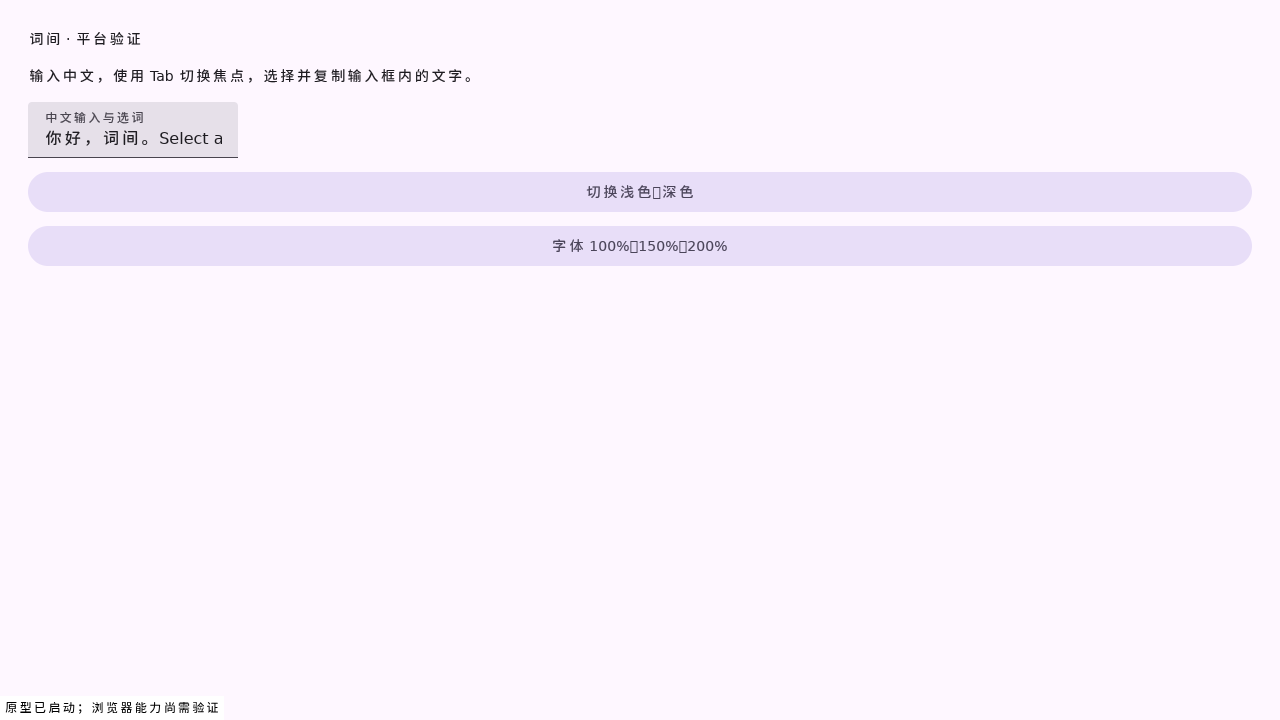 词间 · 平台验证
输入中文，使用 Tab 切换焦点，选择并复制输入框内的文字。
中文输入与选词
你好，词间。Select a
切换浅色▯深色
字体 100%▯150%▯200%
原型已启动；浏览器能力尚需验证